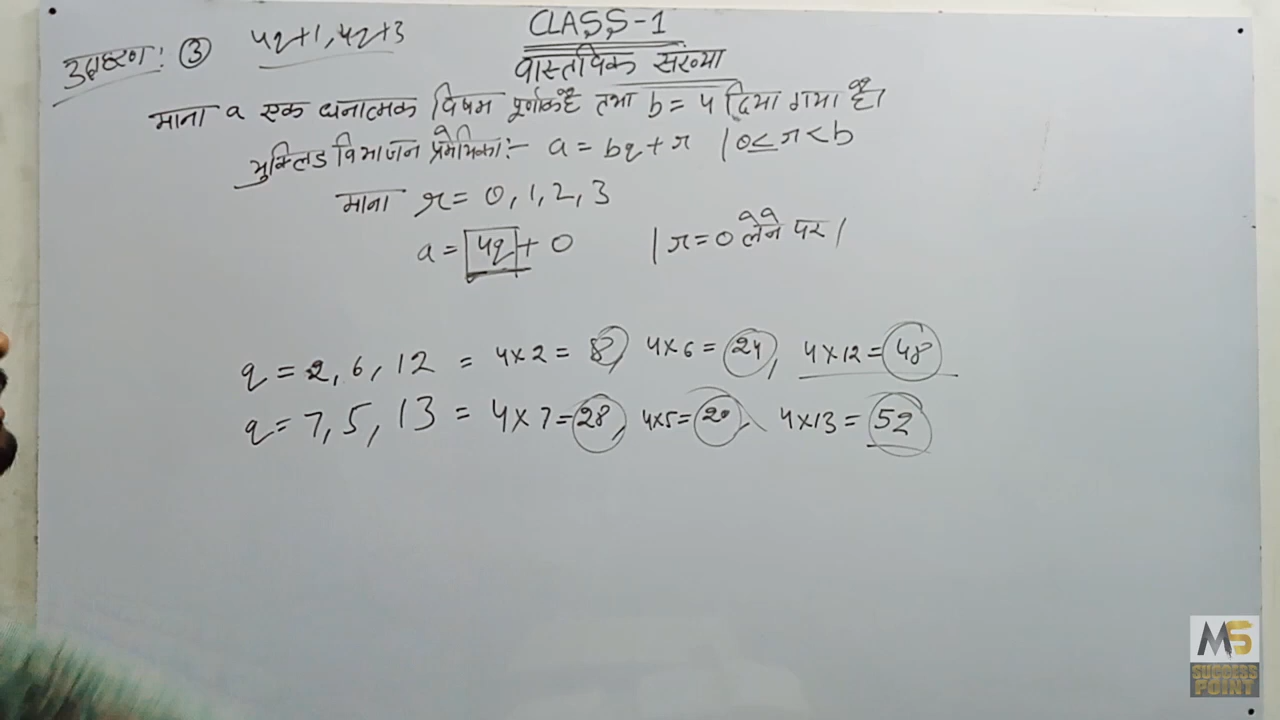 CLASS-1
उदाहरण: ③ 4q+1, 4q+3
वास्तविक संख्या
माना a एक धनात्मक विषम पूर्णांक है तथा b = 4 दिया गया है।
युक्लिड विभाजन प्रमेयिका:- a = bq + r | 0 ≤ r < b
माना r = 0, 1, 2, 3
a = 4q + 0 | r = 0 लेने पर |
q = 2, 6, 12 = 4×2 = 8, 4×6 = 24, 4×12 = 48
q = 7, 5, 13 = 4×7 = 28, 4×5 = 20, 4×13 = 52
MS
SUCCESS
POINT